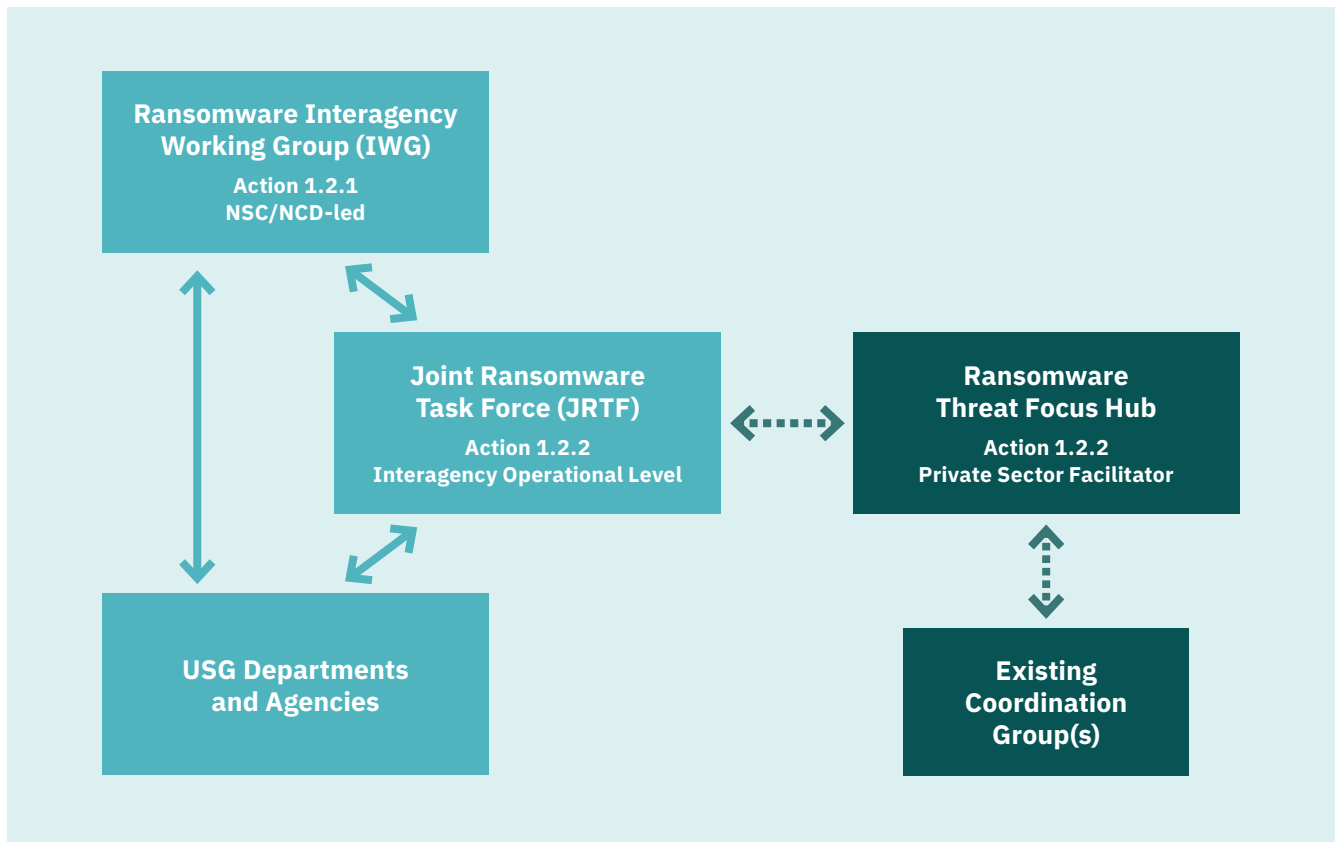 Ransomware Interagency
Working Group (IWG)
Action 1.2.1
NSC/NCD-led
Joint Ransomware
Task Force (JRTF)
Action 1.2.2
Interagency Operational Level
Ransomware
Threat Focus Hub
Action 1.2.2
Private Sector Facilitator
USG Departments
and Agencies
Existing
Coordination
Group(s)